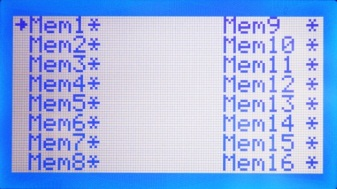 →Mem1* Mem9 *
Mem2* Mem10 *
Mem3* Mem11 *
Mem4* Mem12 *
Mem5* Mem13 *
Mem6* Mem14 *
Mem7* Mem15 *
Mem8* Mem16 *